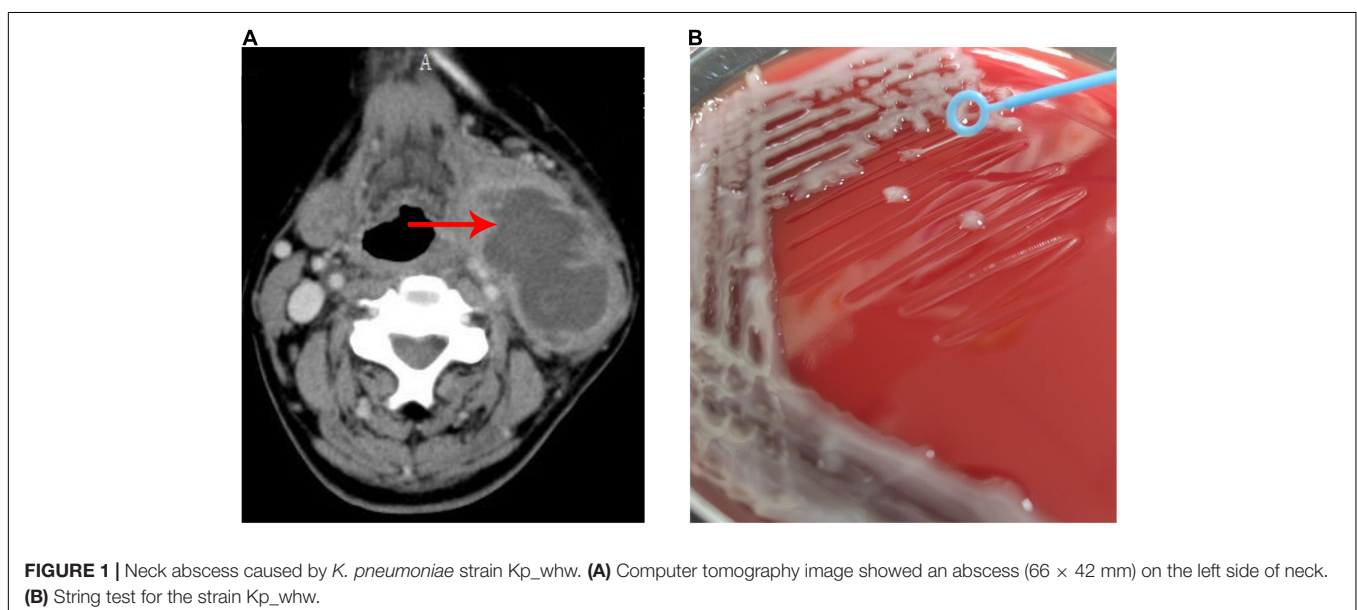 A
B
A
FIGURE 1 | Neck abscess caused by K. pneumoniae strain Kp_whw. (A) Computer tomography image showed an abscess (66 × 42 mm) on the left side of neck.
(B) String test for the strain Kp_whw.